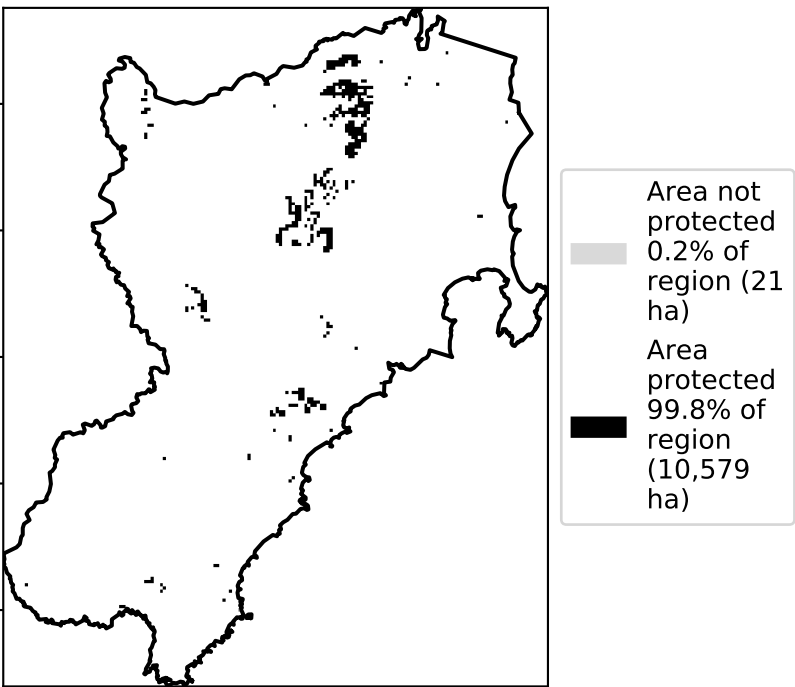 Area not
protected
0.2% of
region (21
ha)
Area
protected
99.8% of
region
(10,579
ha)